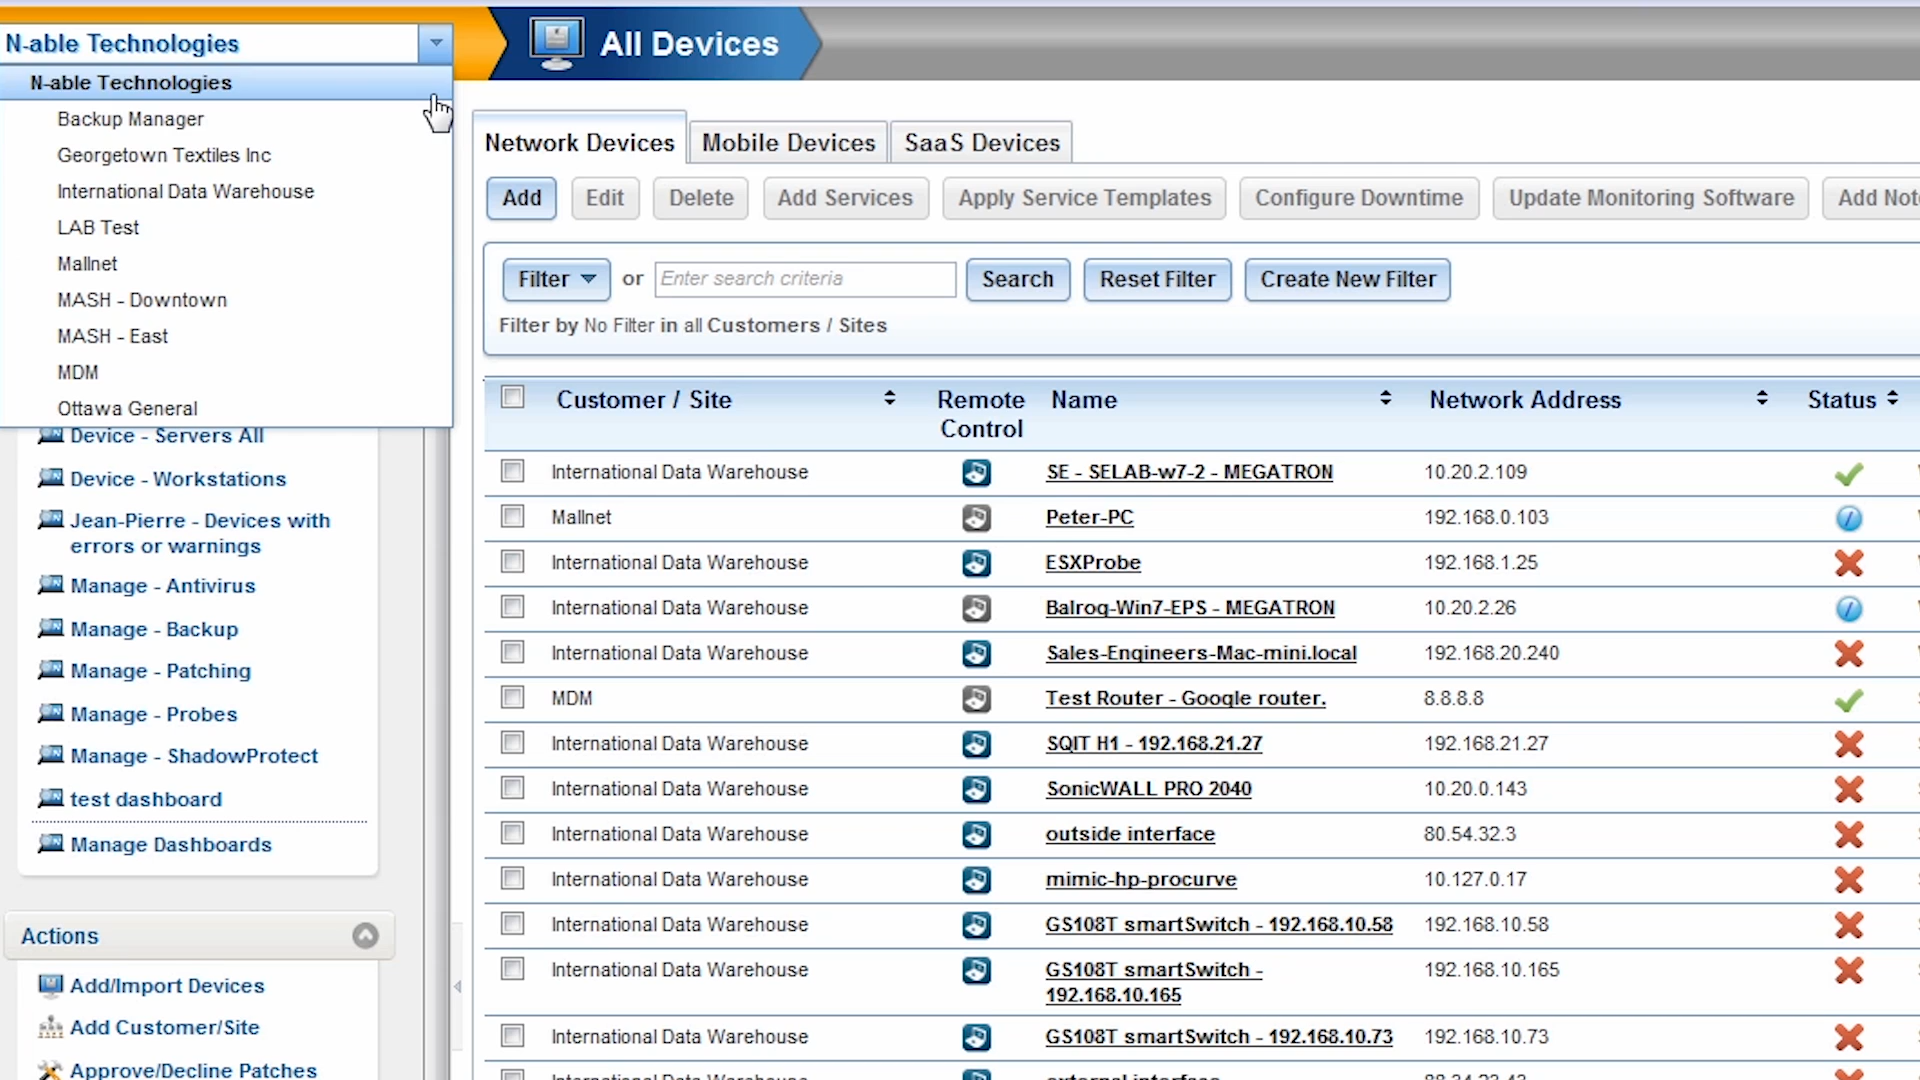 N-able Technologies
All Devices
N-able Technologies
Backup Manager
Georgetown Textiles Inc
International Data Warehouse
LAB Test
Mallnet
MASH - Downtown
MASH - East
MDM
Ottawa General
Device - Servers All
Device - Workstations
Jean-Pierre - Devices with
errors or warnings
Manage - Antivirus
Manage - Backup
Manage - Patching
Manage - Probes
Manage - ShadowProtect
test dashboard
Manage Dashboards
Actions
Add/Import Devices
Add Customer/Site
Approve/Decline Patches
Network Devices Mobile Devices SaaS Devices
Add Edit Delete Add Services Apply Service Templates Configure Downtime Update Monitoring Software Add Not
Filter or Enter search criteria Search Reset Filter Create New Filter
Filter by No Filter in all Customers / Sites
Customer / Site Remote Name Network Address Status
Control
International Data Warehouse SE - SELAB-w7-2 - MEGATRON 10.20.2.109
Mallnet Peter-PC 192.168.0.103
International Data Warehouse ESXProbe 192.168.1.25
International Data Warehouse Balrog-Win7-EPS - MEGATRON 10.20.2.26
International Data Warehouse Sales-Engineers-Mac-mini.local 192.168.20.240
MDM Test Router - Google router. 8.8.8.8
International Data Warehouse SQIT H1 - 192.168.21.27 192.168.21.27
International Data Warehouse SonicWALL PRO 2040 10.20.0.143
International Data Warehouse outside interface 80.54.32.3
International Data Warehouse mimic-hp-procurve 10.127.0.17
International Data Warehouse GS108T smartSwitch - 192.168.10.58 192.168.10.58
International Data Warehouse GS108T smartSwitch - 192.168.10.165
192.168.10.165
International Data Warehouse GS108T smartSwitch - 192.168.10.73 192.168.10.73
International Data Warehouse external interface